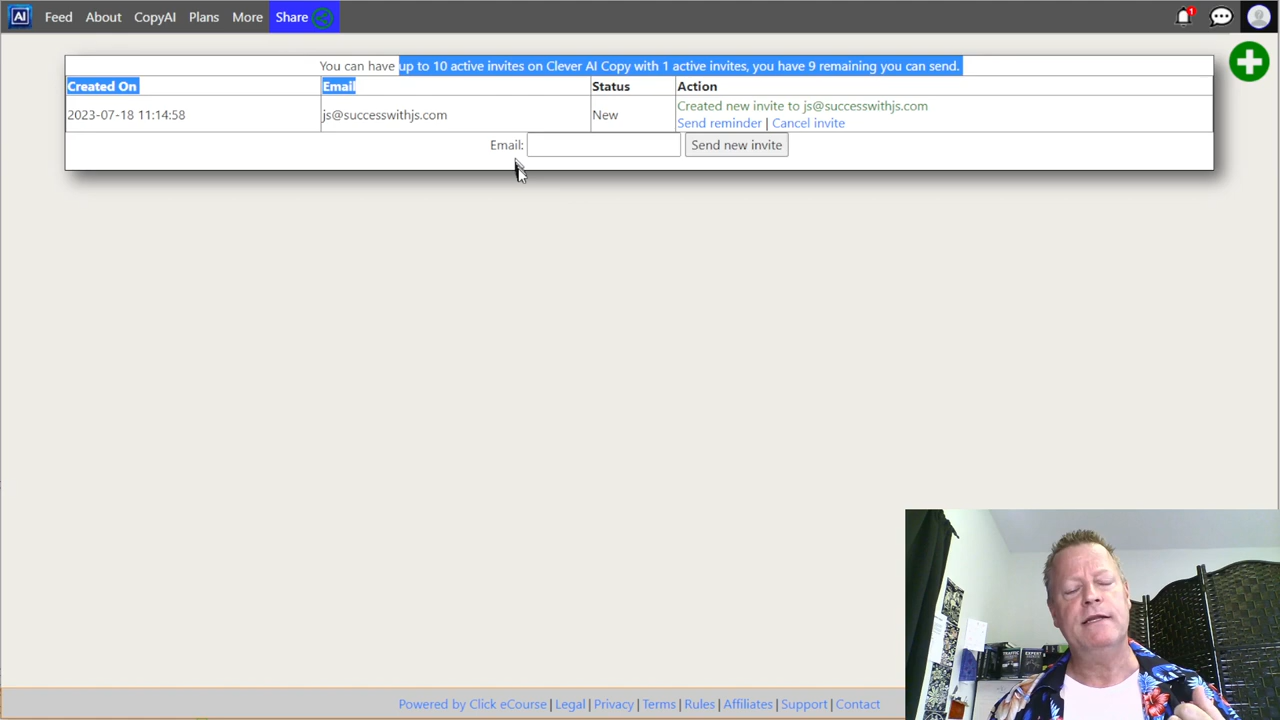 AI Feed About CopyAI Plans More Share 1
You can have up to 10 active invites on Clever AI Copy with 1 active invites, you have 9 remaining you can send.
Created On Email Status Action
2023-07-18 11:14:58 js@successwithjs.com New Created new invite to js@successwithjs.com
Send reminder | Cancel invite
Email: Send new invite
TRAFFIC EXPERT
Powered by Click eCourse | Legal | Privacy | Terms | Rules | Affiliates | Support | Contact